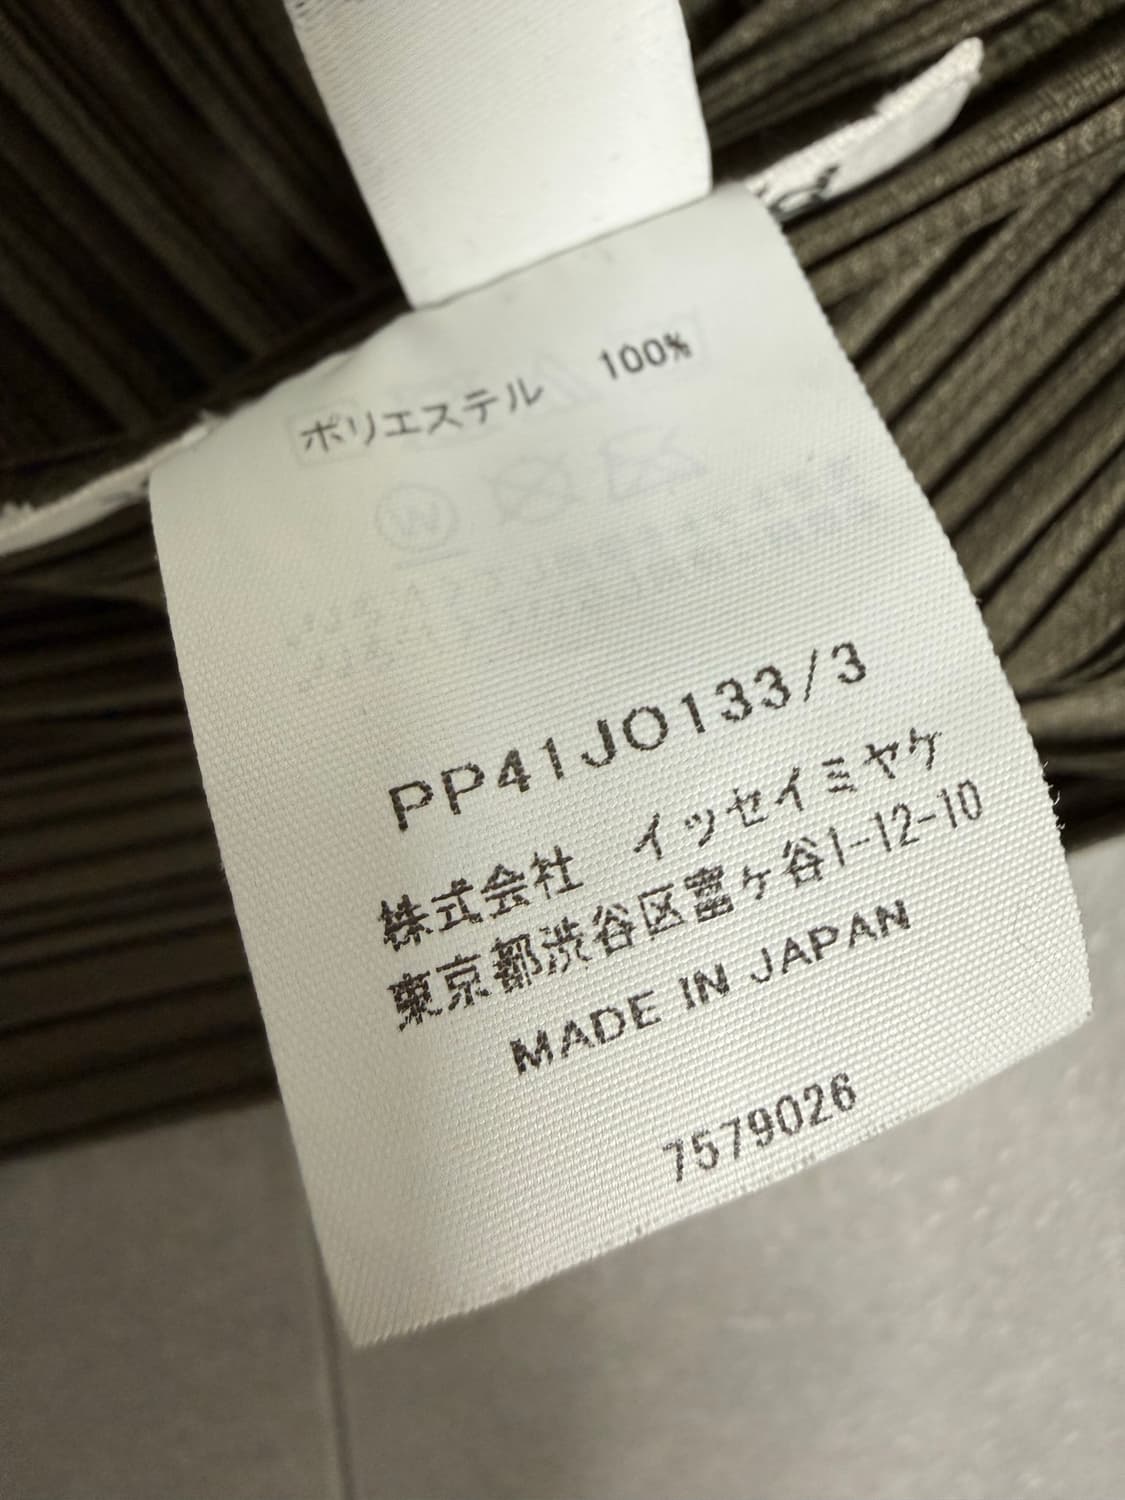 ポリエステル 100%
PP41JO133/3
株式会社 イッセイミヤケ
東京都渋谷区富ヶ谷1-12-10
MADE IN JAPAN
7579026